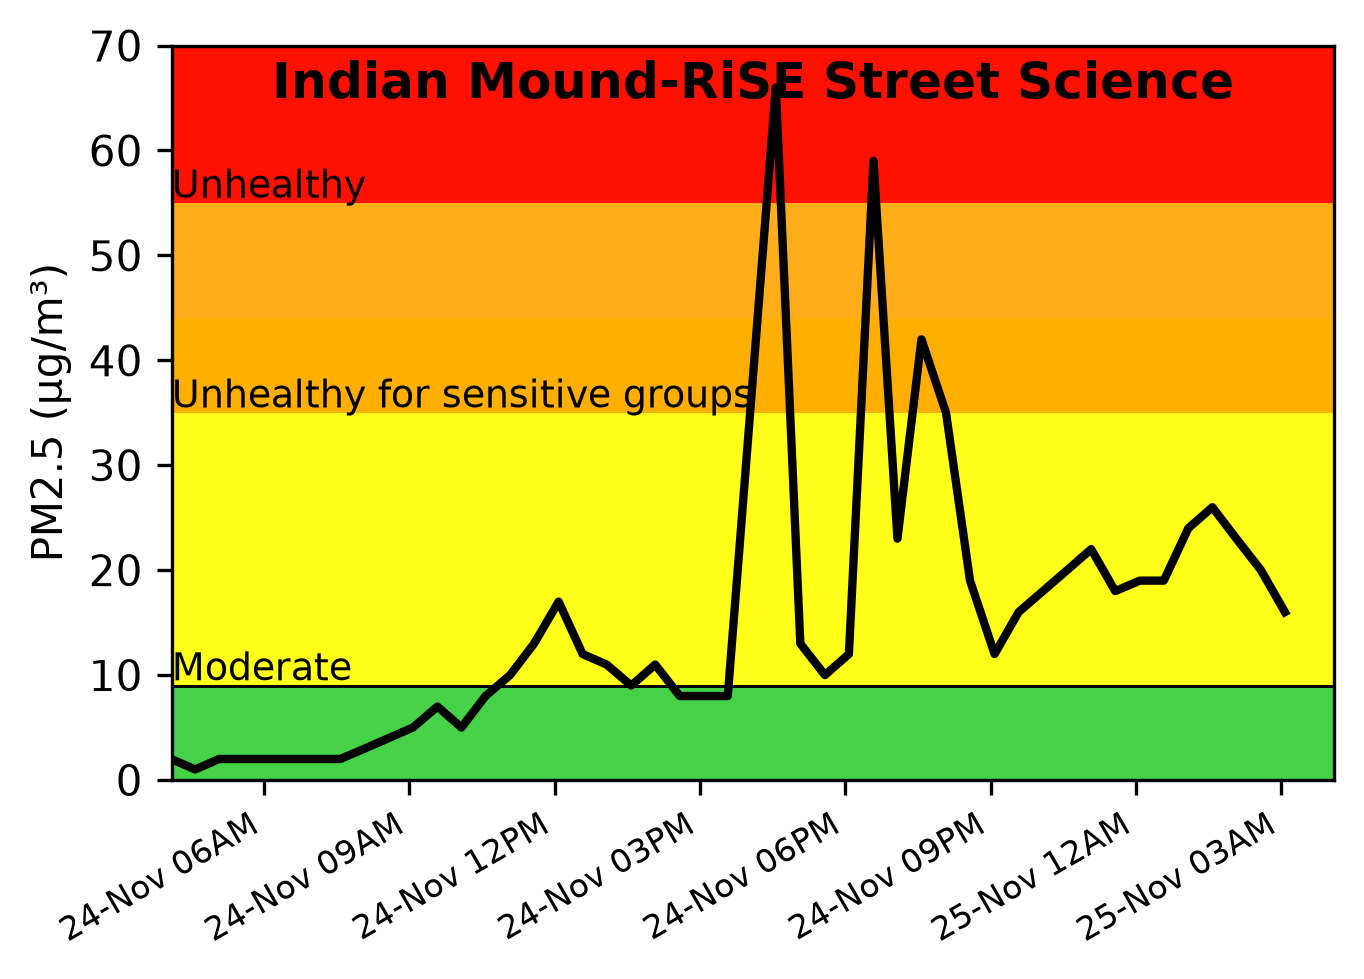 Indian Mound-RiSE Street Science
PM2.5 (µg/m³)
70
60
50
40
30
20
10
0
Unhealthy
Unhealthy for sensitive groups
Moderate
24-Nov 06AM
24-Nov 09AM
24-Nov 12PM
24-Nov 03PM
24-Nov 06PM
24-Nov 09PM
25-Nov 12AM
25-Nov 03AM